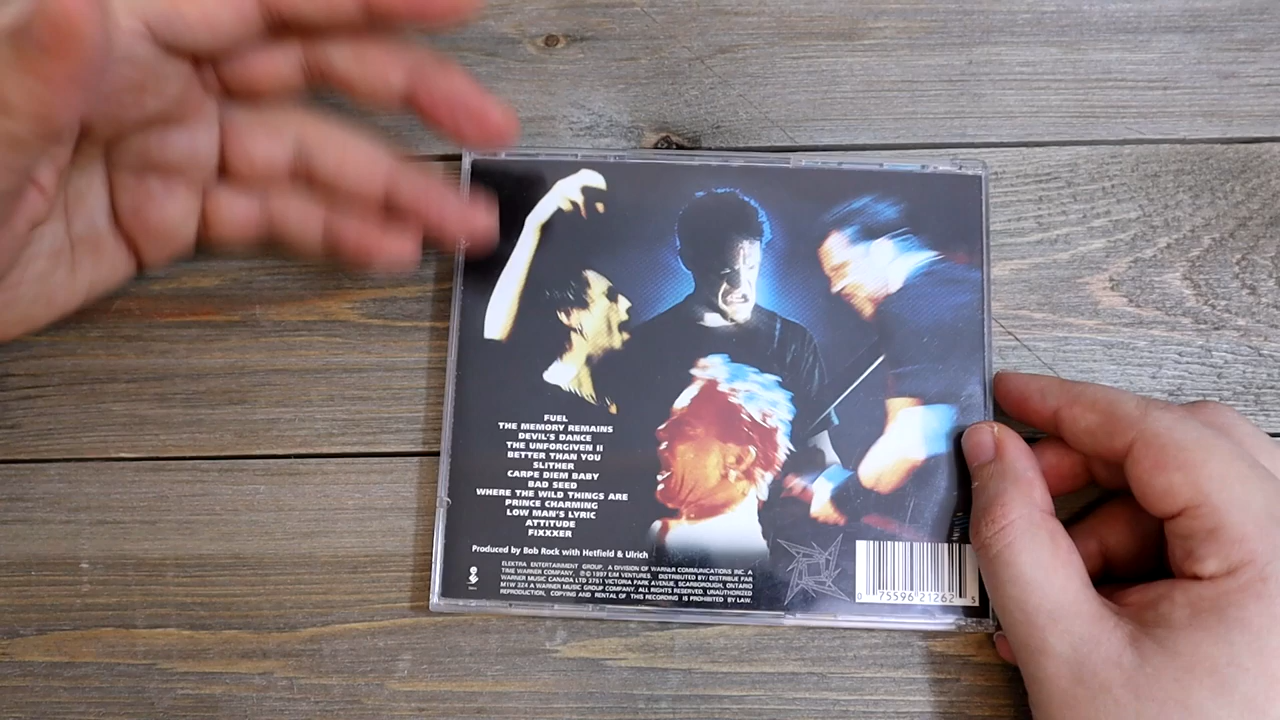 FUEL
THE MEMORY REMAINS
DEVIL'S DANCE
THE UNFORGIVEN II
BETTER THAN YOU
SLITHER
CARPE DIEM BABY
BAD SEED
WHERE THE WILD THINGS ARE
PRINCE CHARMING
LOW MAN'S LYRIC
ATTITUDE
FIXXXER
Produced by Bob Rock with Hetfield & Ulrich
ELEKTRA ENTERTAINMENT GROUP, A DIVISION OF WARNER COMMUNICATIONS INC. A
TIME WARNER COMPANY. ℗© 1997 E/M VENTURES. DISTRIBUTED BY/ DISTRIBUE PAR
WARNER MUSIC CANADA LTD 3751 VICTORIA PARK AVENUE, SCARBOROUGH, ONTARIO
M1W 3Z4 A WARNER MUSIC GROUP COMPANY. ALL RIGHTS RESERVED. UNAUTHORIZED
REPRODUCTION, COPYING AND RENTAL OF THIS RECORDING IS PROHIBITED BY LAW.
0 75596 21262 5